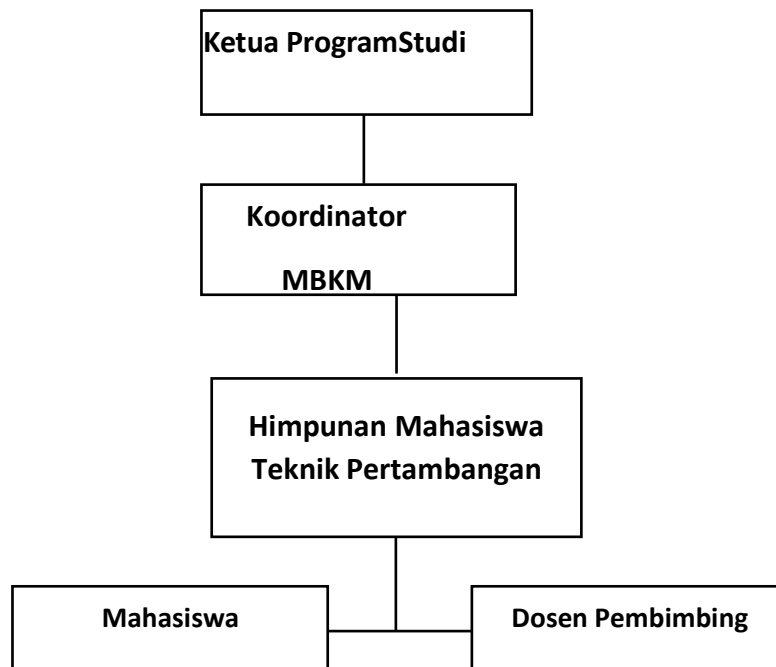 Ketua ProgramStudi
Koordinator
MBKM
Himpunan Mahasiswa
Teknik Pertambangan
Mahasiswa
Dosen Pembimbing